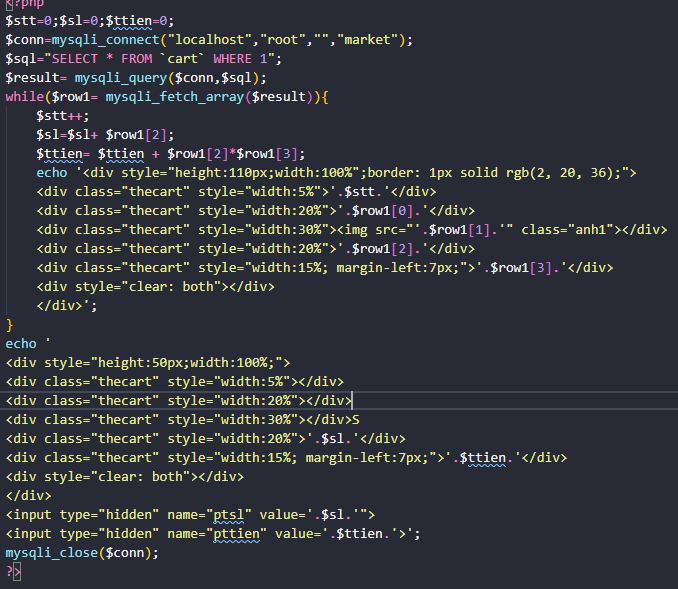 <?php
$stt=0;$sl=0;$ttien=0;
$conn=mysqli_connect("localhost","root","","market");
$sql="SELECT * FROM `cart` WHERE 1";
$result= mysqli_query($conn,$sql);
while($row1= mysqli_fetch_array($result)){
$stt++;
$sl=$sl+ $row1[2];
$ttien= $ttien + $row1[2]*$row1[3];
echo '<div style="height:110px;width:100%";border: 1px solid rgb(2, 20, 36);">
<div class="thecart" style="width:5%">'.$stt.'</div>
<div class="thecart" style="width:20%">'.$row1[0].'</div>
<div class="thecart" style="width:30%"><img src="'.$row1[1].'" class="anh1"></div>
<div class="thecart" style="width:20%">'.$row1[2].'</div>
<div class="thecart" style="width:15%; margin-left:7px;">'.$row1[3].'</div>
<div style="clear: both"></div>
</div>';
}
echo '
<div style="height:50px;width:100%;">
<div class="thecart" style="width:5%"></div>
<div class="thecart" style="width:20%"></div>
<div class="thecart" style="width:30%"></div>S
<div class="thecart" style="width:20%">'.$sl.'</div>
<div class="thecart" style="width:15%; margin-left:7px;">'.$ttien.'</div>
<div style="clear: both"></div>
</div>
<input type="hidden" name="ptsl" value='.$sl.'">
<input type="hidden" name="pttien" value='.$ttien.'>';
mysqli_close($conn);
?>